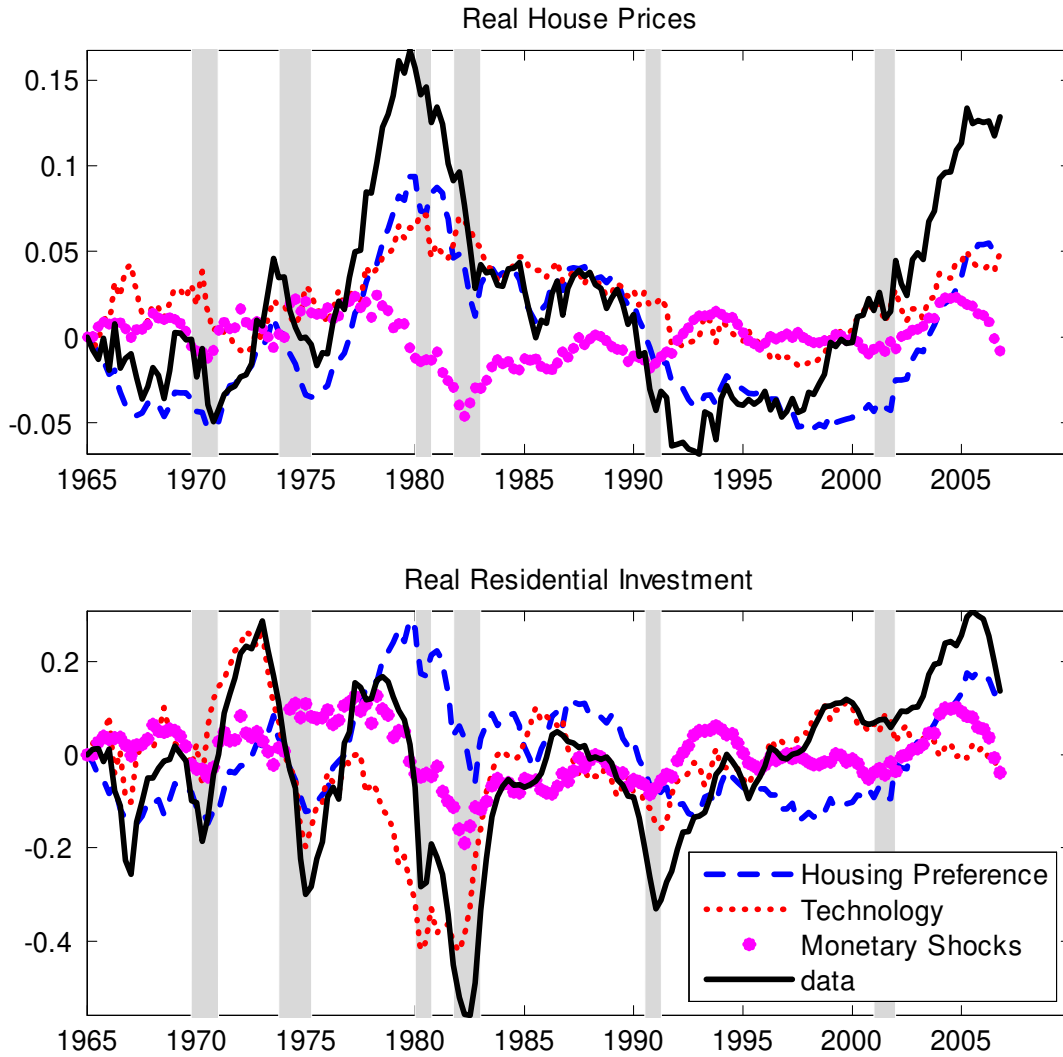 Real House Prices
0.15
0.1
0.05
0
-0.05
1965 1970 1975 1980 1985 1990 1995 2000 2005
Real Residential Investment
0.2
0
-0.2
-0.4
Housing Preference
Technology
Monetary Shocks
data
1965 1970 1975 1980 1985 1990 1995 2000 2005